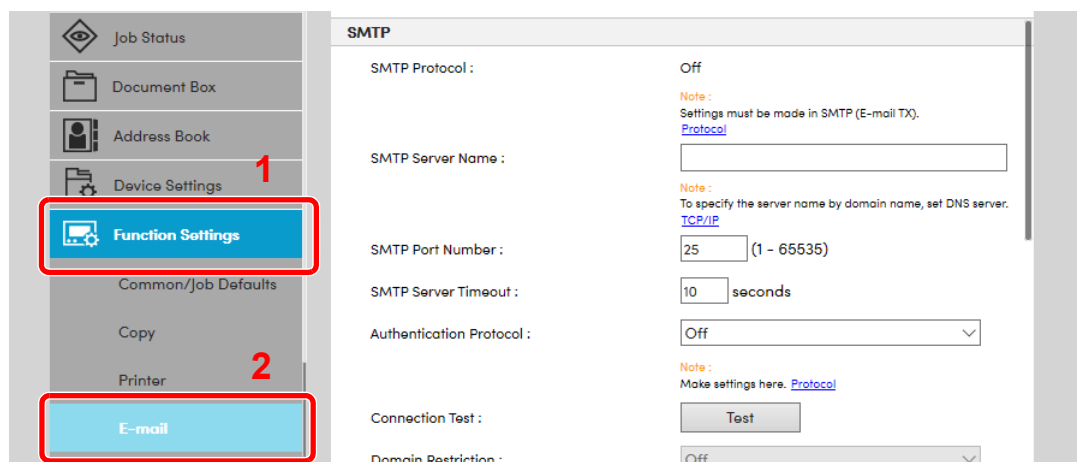 Job Status
Document Box
Address Book
1
Device Settings
Function Settings
Common/Job Defaults
Copy
Printer
2
E-mail
SMTP
SMTP Protocol :
Off
Note :
Settings must be made in SMTP (E-mail TX).
Protocol
SMTP Server Name :
Note :
To specify the server name by domain name, set DNS server.
TCP/IP
SMTP Port Number :
25 (1 - 65535)
SMTP Server Timeout :
10 seconds
Authentication Protocol :
Off
Note :
Make settings here. Protocol
Connection Test :
Test
Domain Restriction :
Off